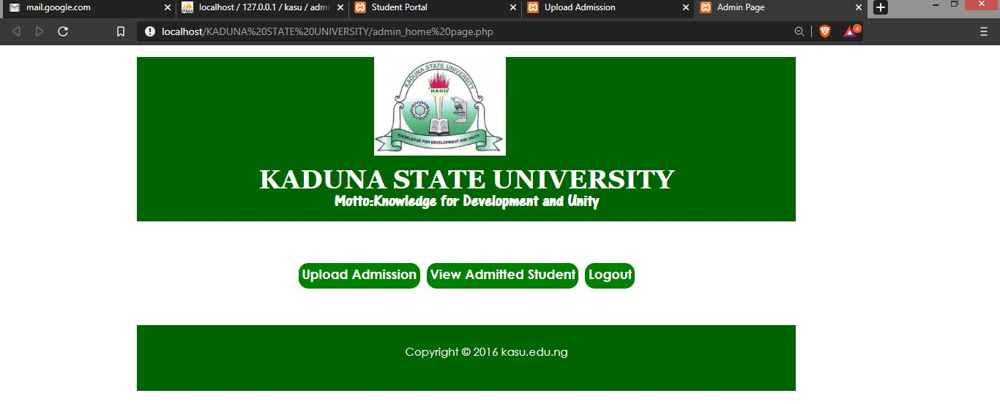 mail.google.com
localhost / 127.0.0.1 / kasu / admi
Student Portal
Upload Admission
Admin Page
localhost/KADUNA%20STATE%20UNIVERSITY/admin_home%20page.php
4
KADUNA STATE UNIVERSITY
KASU
KNOWLEDGE FOR DEVELOPMENT AND UNITY
KADUNA STATE UNIVERSITY
Motto:Knowledge for Development and Unity
Upload Admission
View Admitted Student
Logout
Copyright © 2016 kasu.edu.ng